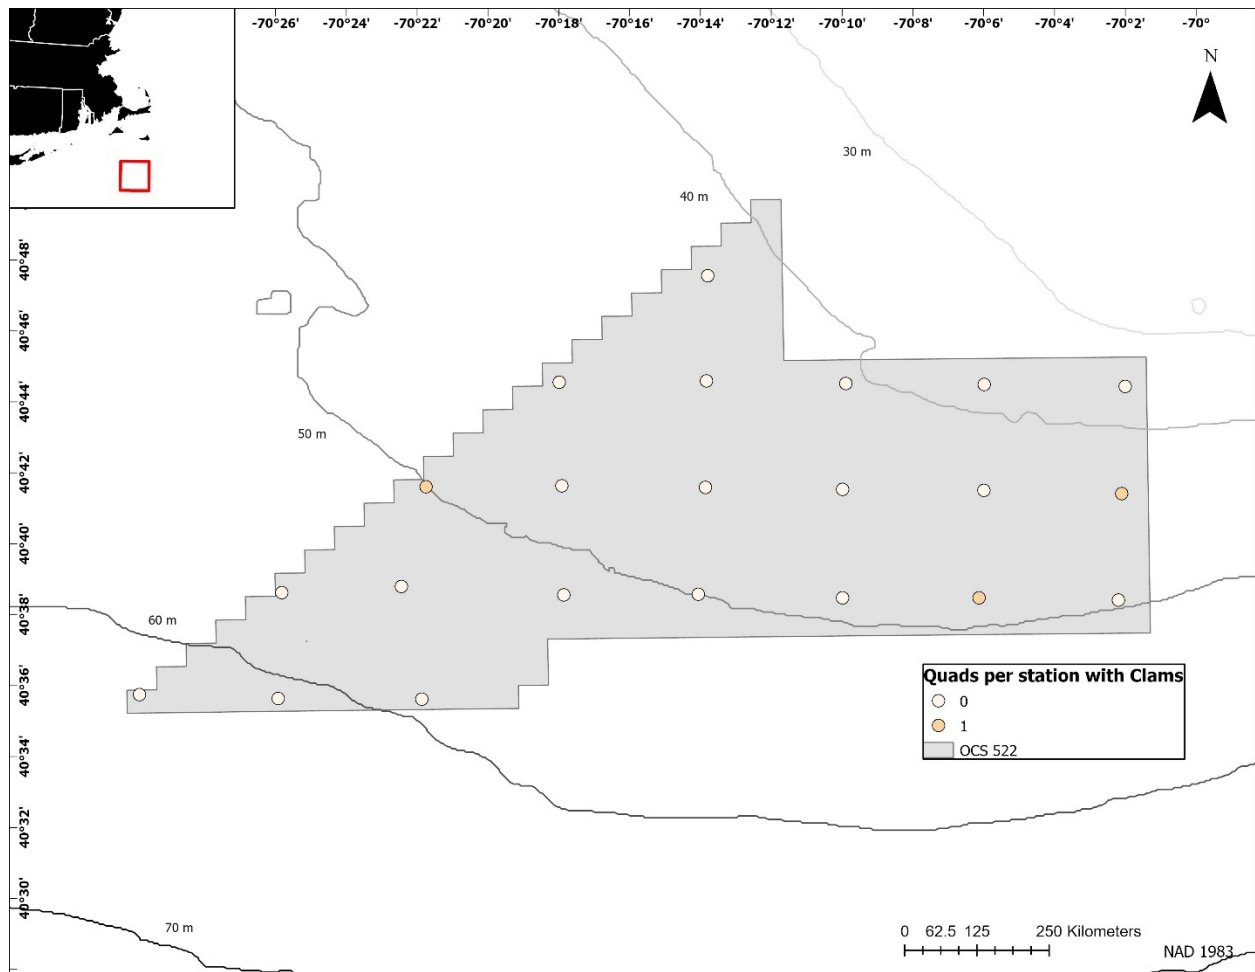 -70°26' -70°24' -70°22' -70°20' -70°18' -70°16' -70°14' -70°12' -70°10' -70°8' -70°6' -70°4' -70°2' -70°
N
30 m
40 m
40°48'
40°46'
40°44'
50 m
40°42'
40°40'
40°38'
60 m
40°36'
Quads per station with Clams
0
1
OCS 522
40°34'
40°32'
40°30'
70 m
0 62.5 125 250 Kilometers
NAD 1983